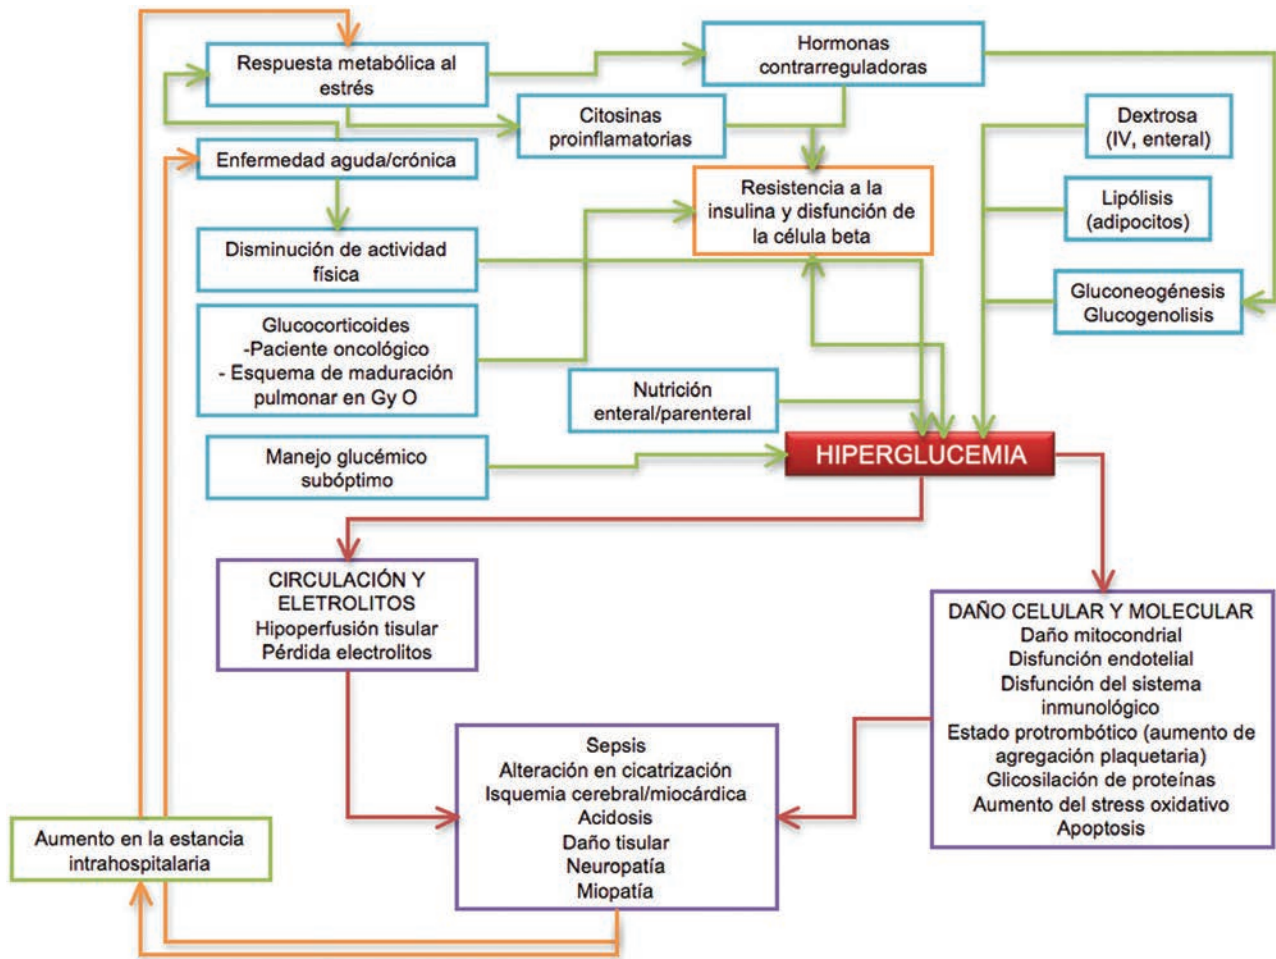 Respuesta metabólica al
estrés
Hormonas
contrarreguladoras
Citosinas
proinflamatorias
Dextrosa
(IV, enteral)
Enfermedad aguda/crónica
Resistencia a la
insulina y disfunción de
la célula beta
Lipólisis
(adipocitos)
Disminución de actividad
física
Gluconeogénesis
Glucogenolisis
Glucocorticoides
-Paciente oncológico
- Esquema de maduración
pulmonar en Gy O
Nutrición
enteral/parenteral
Manejo glucémico
subóptimo
HIPERGLUCEMIA
CIRCULACIÓN Y
ELETROLITOS
Hipoperfusión tisular
Pérdida electrolitos
DAÑO CELULAR Y MOLECULAR
Daño mitocondrial
Disfunción endotelial
Disfunción del sistema
inmunológico
Estado protrombótico (aumento de
agregación plaquetaria)
Glicosilación de proteínas
Aumento del stress oxidativo
Apoptosis
Sepsis
Alteración en cicatrización
Isquemia cerebral/miocárdica
Acidosis
Daño tisular
Neuropatía
Miopatía
Aumento en la estancia
intrahospitalaria